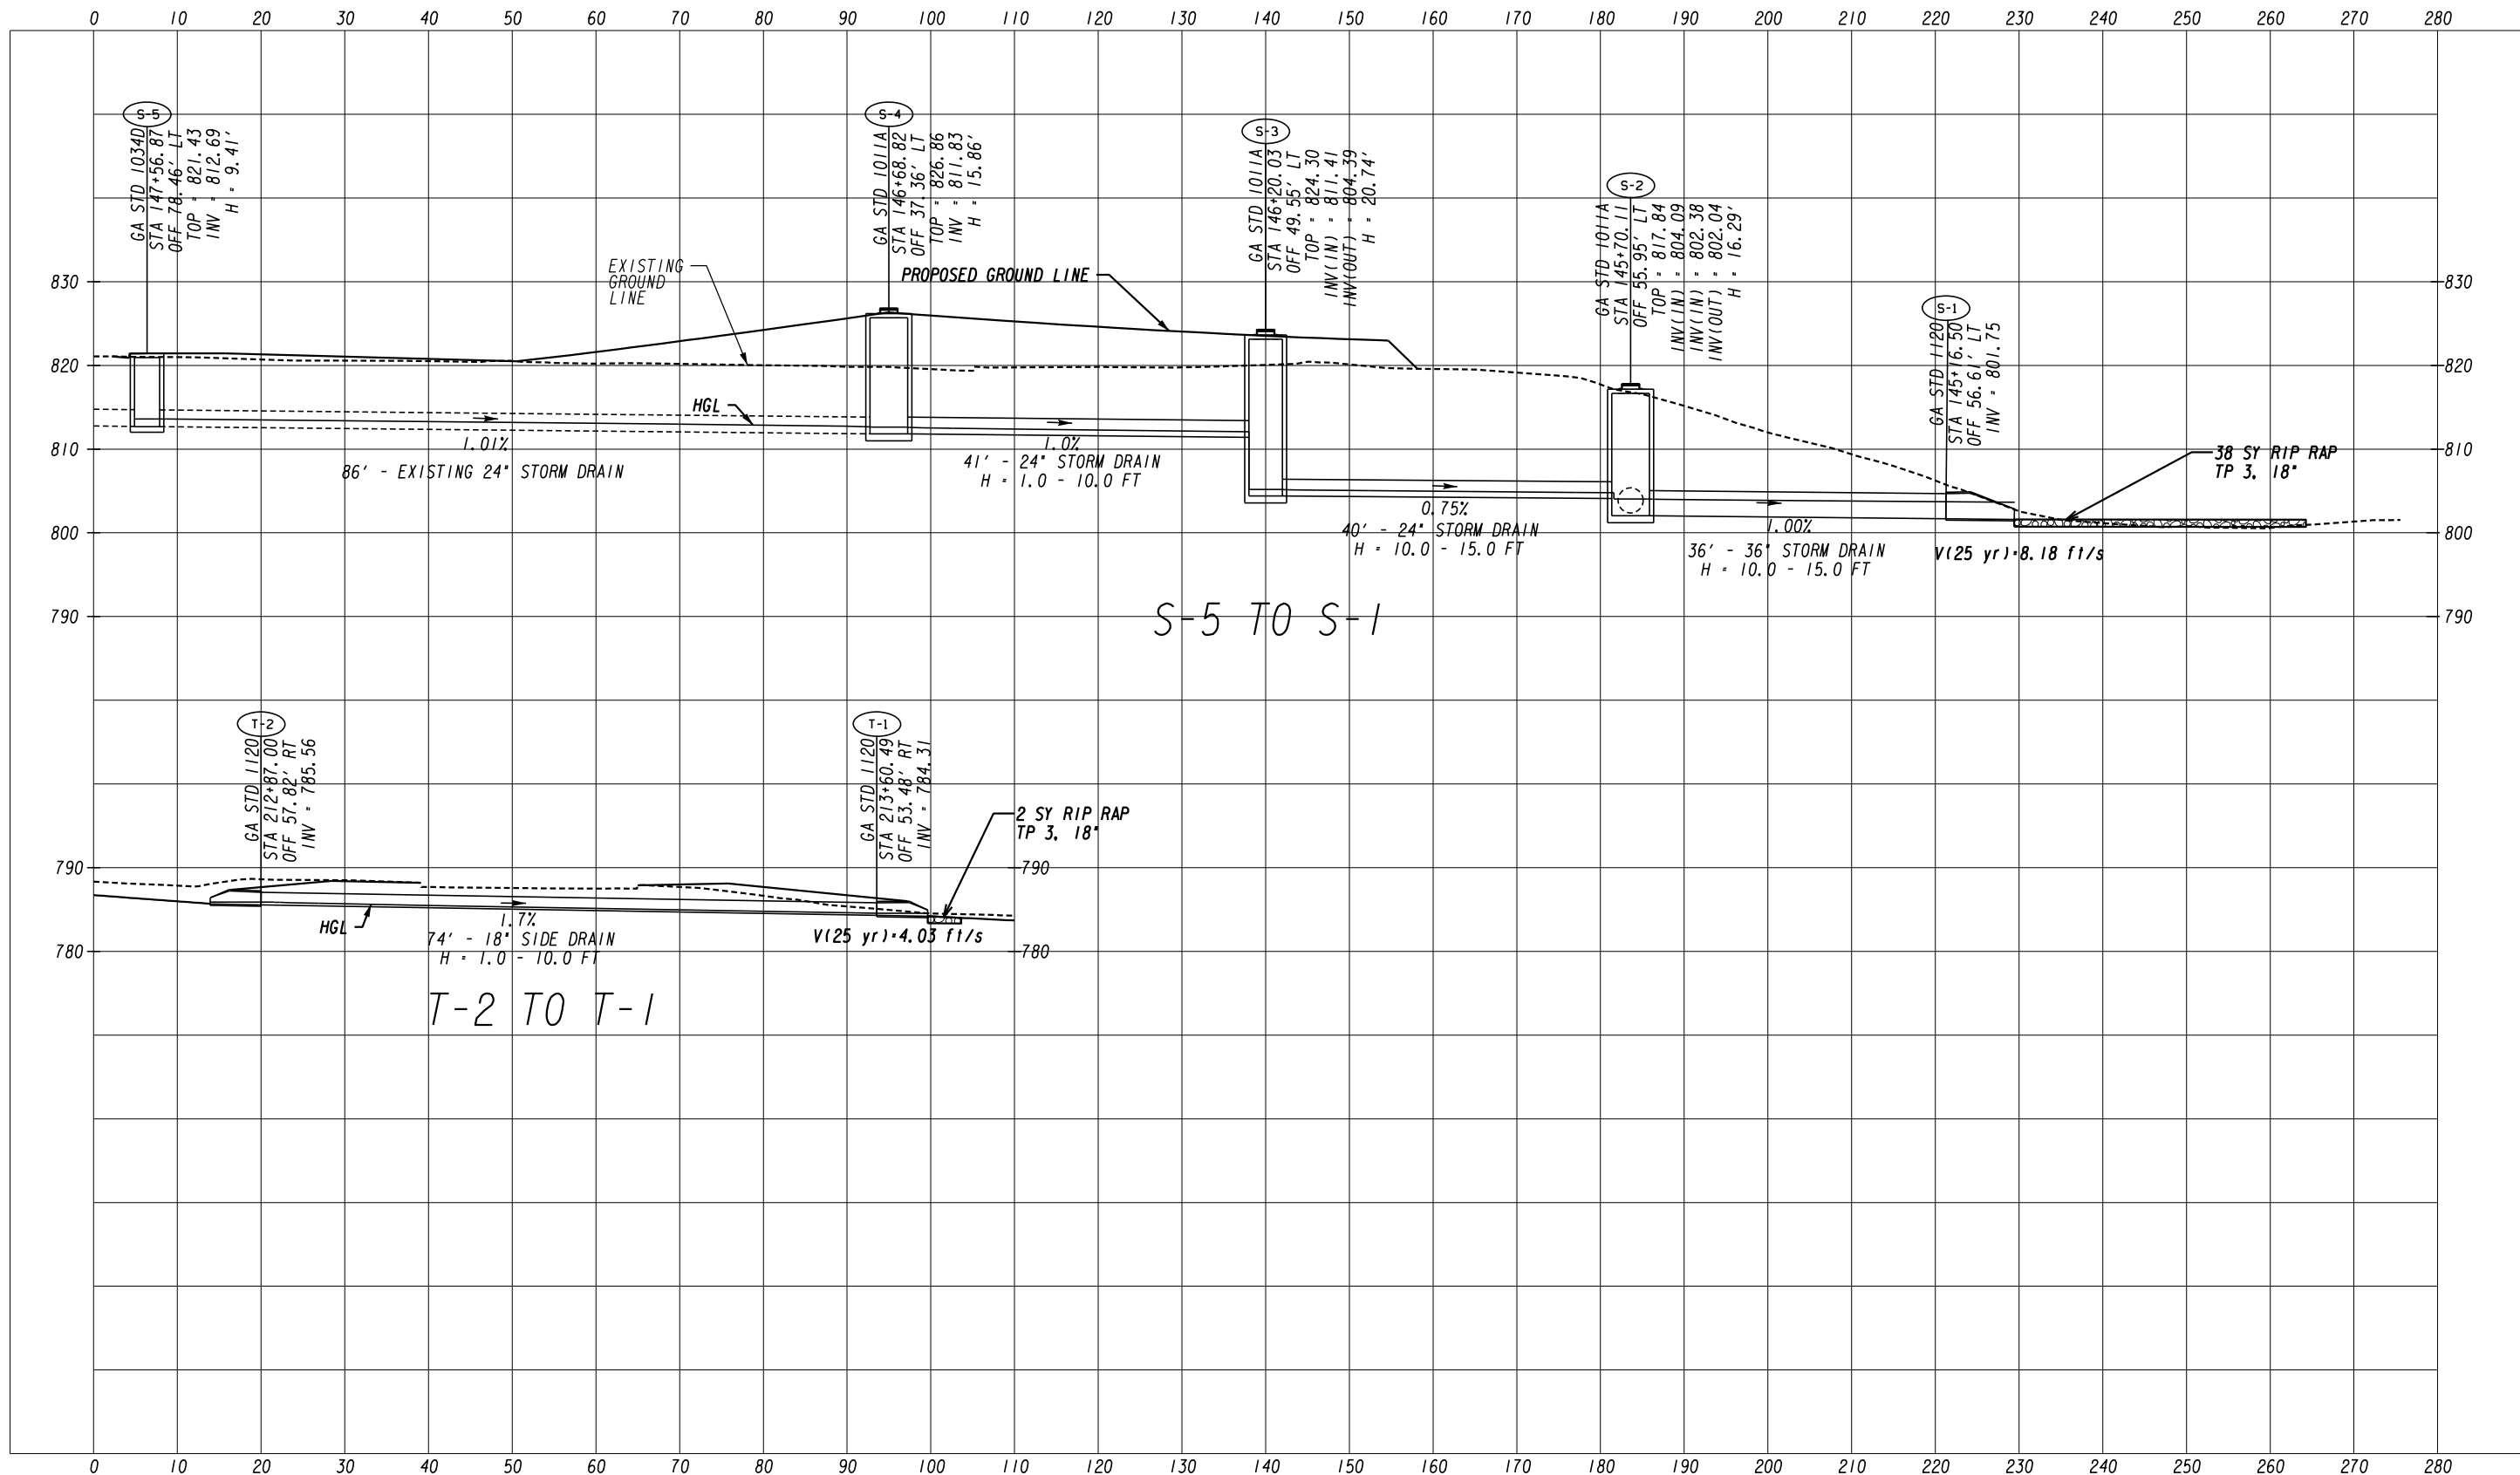 0 10 20 30 40 50 60 70 80 90 100 110 120 130 140 150 160 170 180 190 200 210 220 230 240 250 260 270 280
S-5
GA STD 1034D
STA 147+56.87
OFF 78.46' LT
TOP = 821.43
INV = 812.69
H = 9.41'
S-4
GA STD 1011A
STA 146+68.82
OFF 37.36' LT
TOP = 826.86
INV = 811.83
H = 15.86'
S-3
GA STD 1011A
STA 146+20.03
OFF 49.55' LT
TOP = 824.30
INV(IN) = 811.41
INV(OUT) = 804.39
H = 20.74'
S-2
GA STD 1011A
STA 145+70.11
OFF 55.95' LT
TOP = 817.84
INV(IN) = 804.09
INV(IN) = 802.38
INV(OUT) = 802.04
H = 16.29'
S-1
GA STD 1120
STA 145+16.50
OFF 56.61' LT
INV = 801.75
EXISTING
GROUND
LINE
PROPOSED GROUND LINE
830 830
820 820
HGL
810 810
1.01%
86' - EXISTING 24" STORM DRAIN
1.0%
41' - 24" STORM DRAIN
H = 1.0 - 10.0 FT
38 SY RIP RAP
TP 3, 18"
800 800
0.75%
40' - 24" STORM DRAIN
H = 10.0 - 15.0 FT
1.00%
36' - 36" STORM DRAIN
H = 10.0 - 15.0 FT
V(25 yr)=8.18 ft/s
790 790
S-5 TO S-1
T-2
GA STD 1120
STA 212+87.00
OFF 57.82' RT
INV = 785.56
T-1
GA STD 1120
STA 213+60.49
OFF 53.48' RT
INV = 784.31
2 SY RIP RAP
TP 3, 18"
790 790
HGL
1.7%
74' - 18" SIDE DRAIN
H = 1.0 - 10.0 FT
V(25 yr)=4.03 ft/s
780 780
T-2 TO T-1
0 10 20 30 40 50 60 70 80 90 100 110 120 130 140 150 160 170 180 190 200 210 220 230 240 250 260 270 280